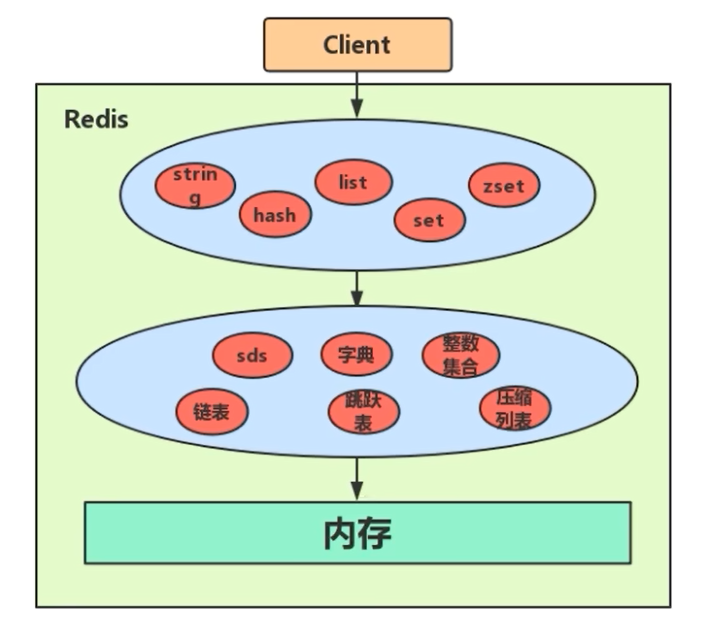 Client
Redis
strin
g
hash
list
set
zset
sds
字典
整数
集合
链表
跳跃
表
压缩
列表
内存